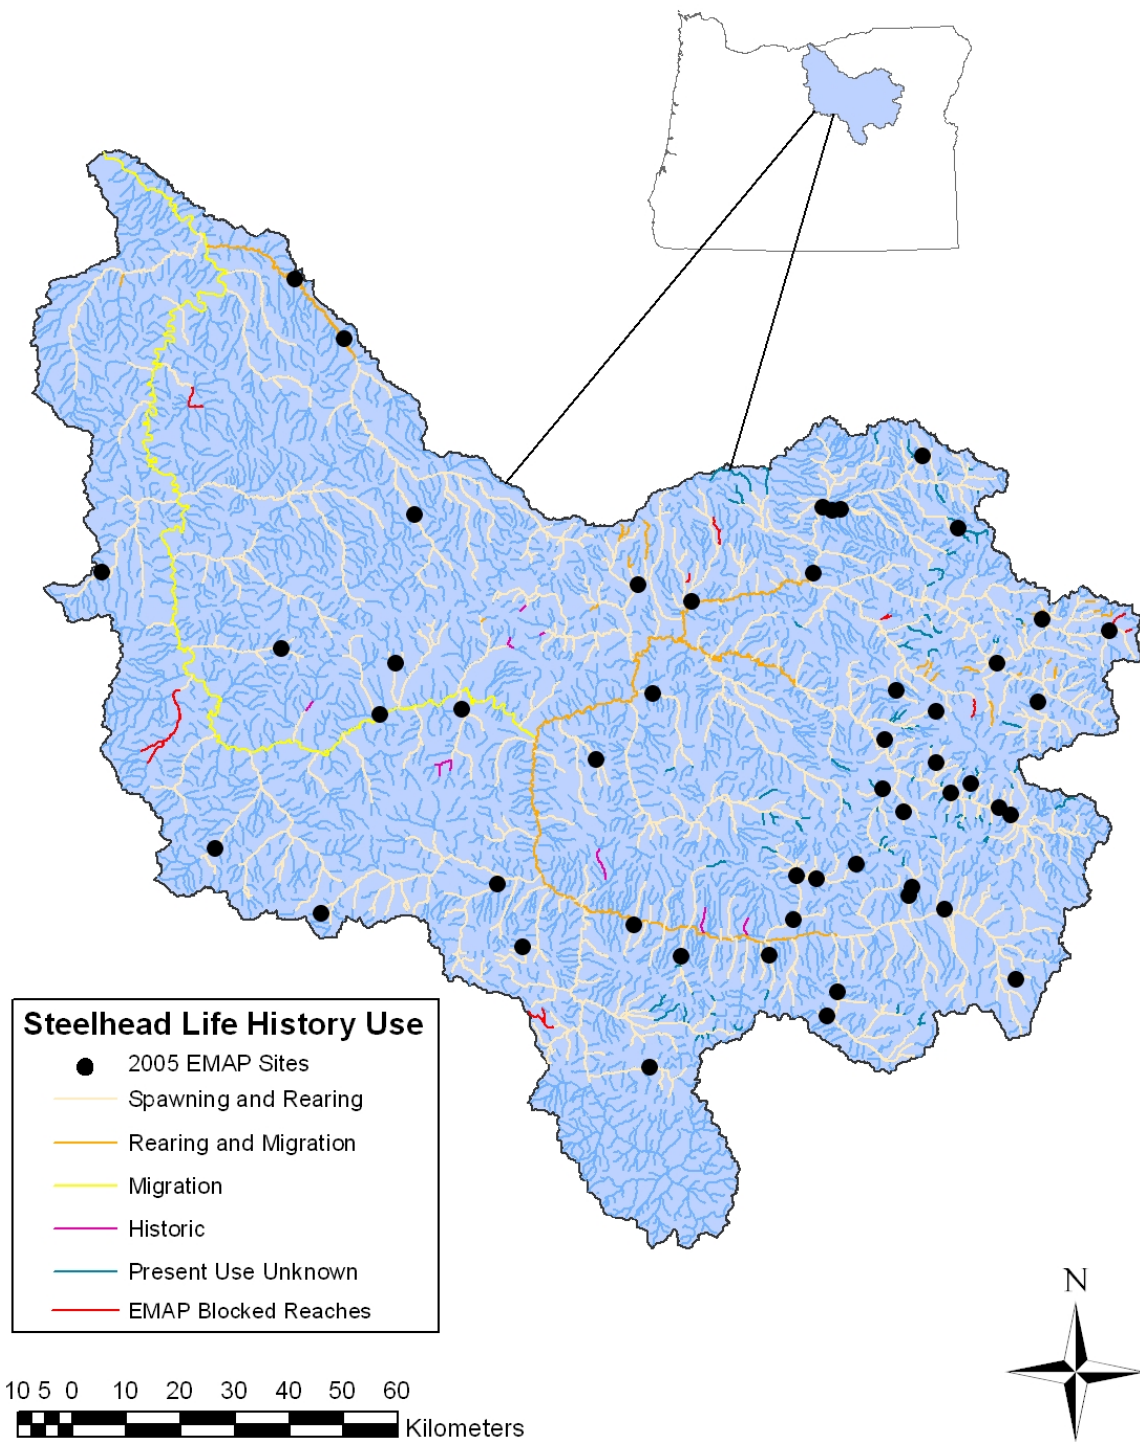 Steelhead Life History Use
2005 EMAP Sites
Spawning and Rearing
Rearing and Migration
Migration
Historic
Present Use Unknown
EMAP Blocked Reaches
N
10 5 0 10 20 30 40 50 60
Kilometers